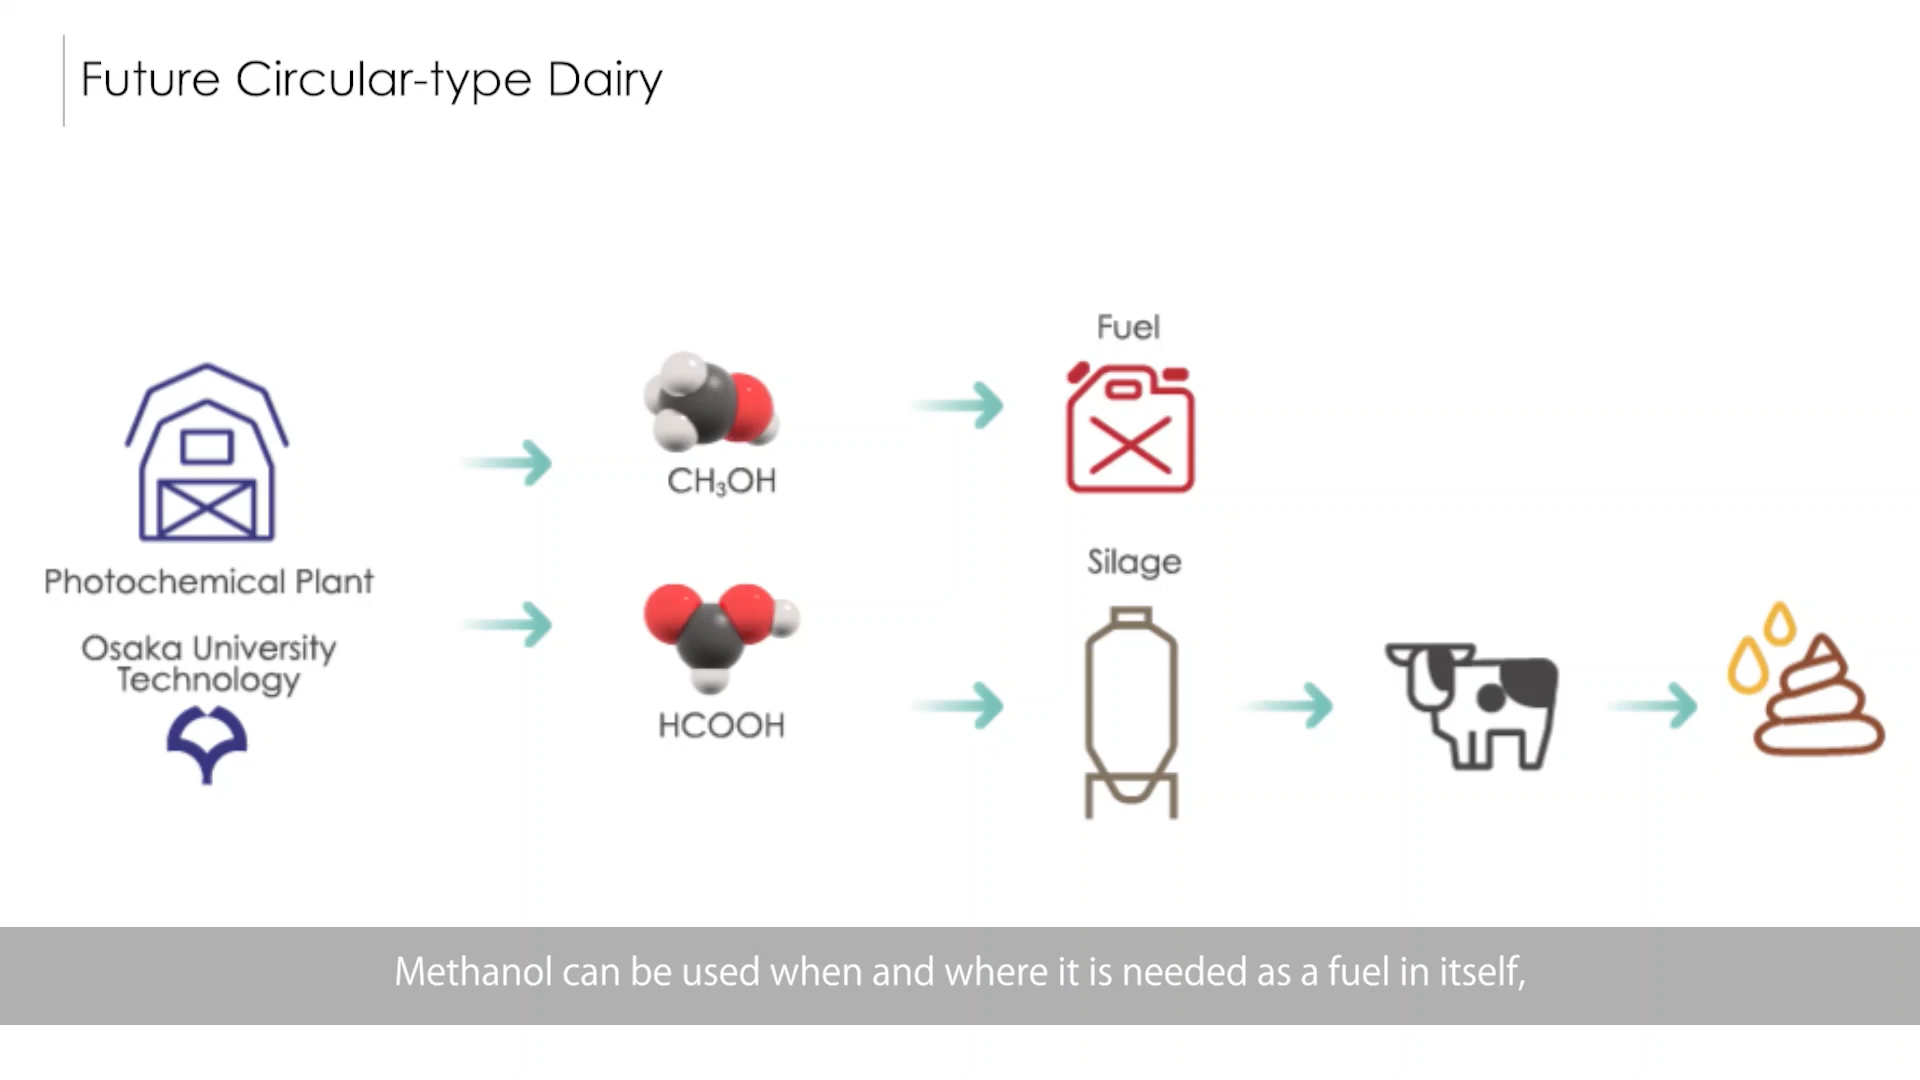 Future Circular-type Dairy
Photochemical Plant
Osaka University
Technology
CH₃OH
HCOOH
Fuel
Silage
Methanol can be used when and where it is needed as a fuel in itself,